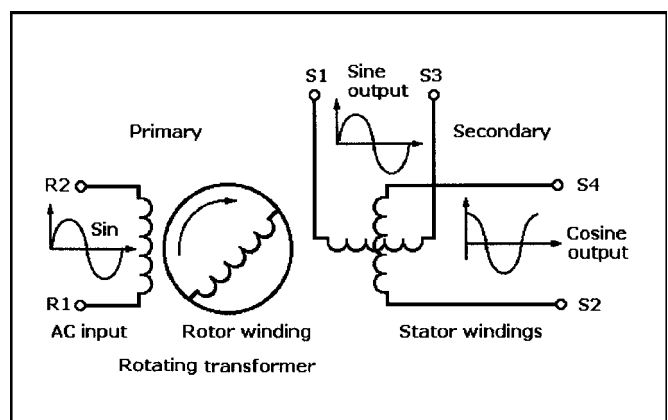 S1
Sine
output
S3
Primary
Secondary
R2
Sin
S4
Cosine
output
R1
S2
AC input
Rotor winding
Stator windings
Rotating transformer